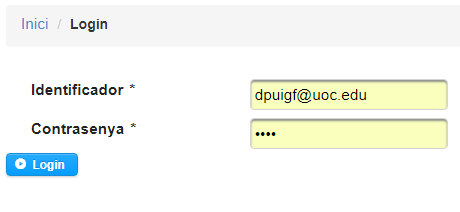 Inici / Login
Identificador * dpuigf@uoc.edu
Contrasenya * ••••
Login